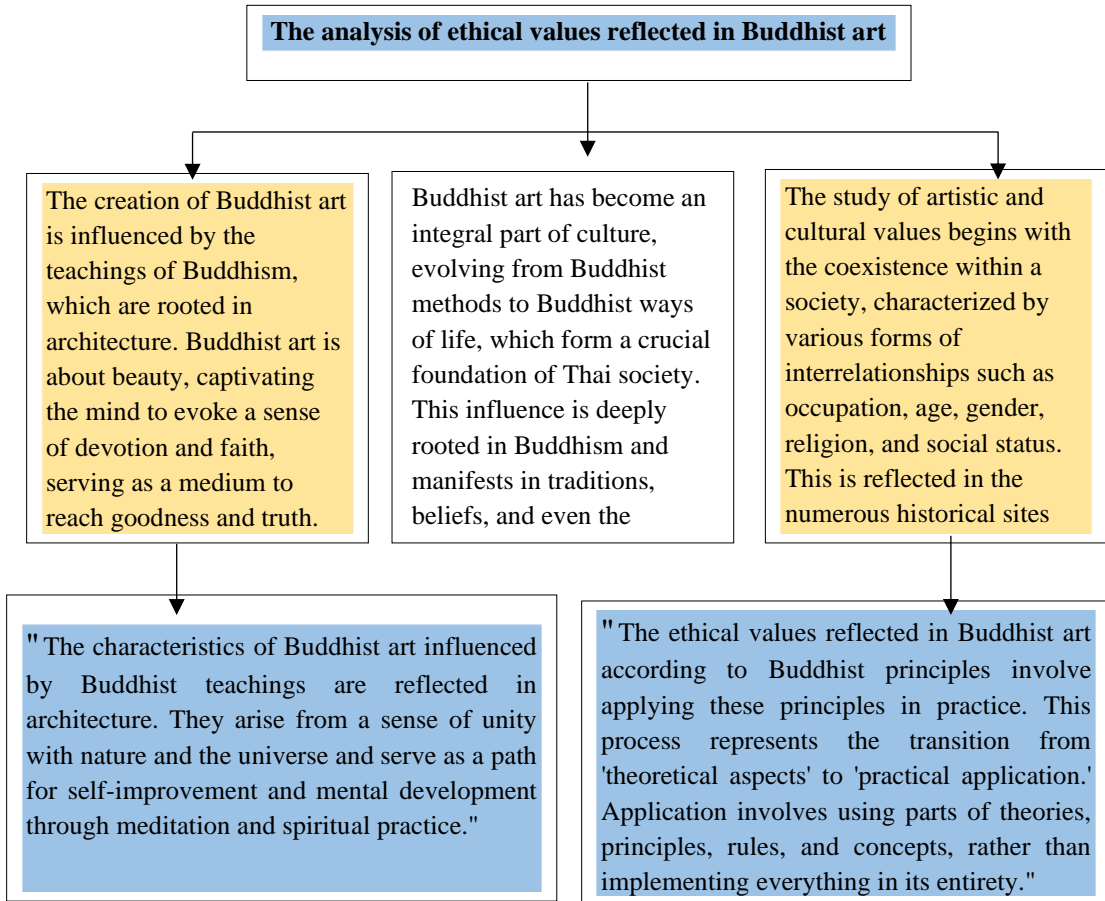 The analysis of ethical values reflected in Buddhist art
The creation of Buddhist art
is influenced by the
teachings of Buddhism,
which are rooted in
architecture. Buddhist art is
about beauty, captivating
the mind to evoke a sense
of devotion and faith,
serving as a medium to
reach goodness and truth.
Buddhist art has become an
integral part of culture,
evolving from Buddhist
methods to Buddhist ways
of life, which form a crucial
foundation of Thai society.
This influence is deeply
rooted in Buddhism and
manifests in traditions,
beliefs, and even the
The study of artistic and
cultural values begins with
the coexistence within a
society, characterized by
various forms of
interrelationships such as
occupation, age, gender,
religion, and social status.
This is reflected in the
numerous historical sites
"The characteristics of Buddhist art influenced
by Buddhist teachings are reflected in
architecture. They arise from a sense of unity
with nature and the universe and serve as a path
for self-improvement and mental development
through meditation and spiritual practice."
"The ethical values reflected in Buddhist art
according to Buddhist principles involve
applying these principles in practice. This
process represents the transition from
'theoretical aspects' to 'practical application.'
Application involves using parts of theories,
principles, rules, and concepts, rather than
implementing everything in its entirety."